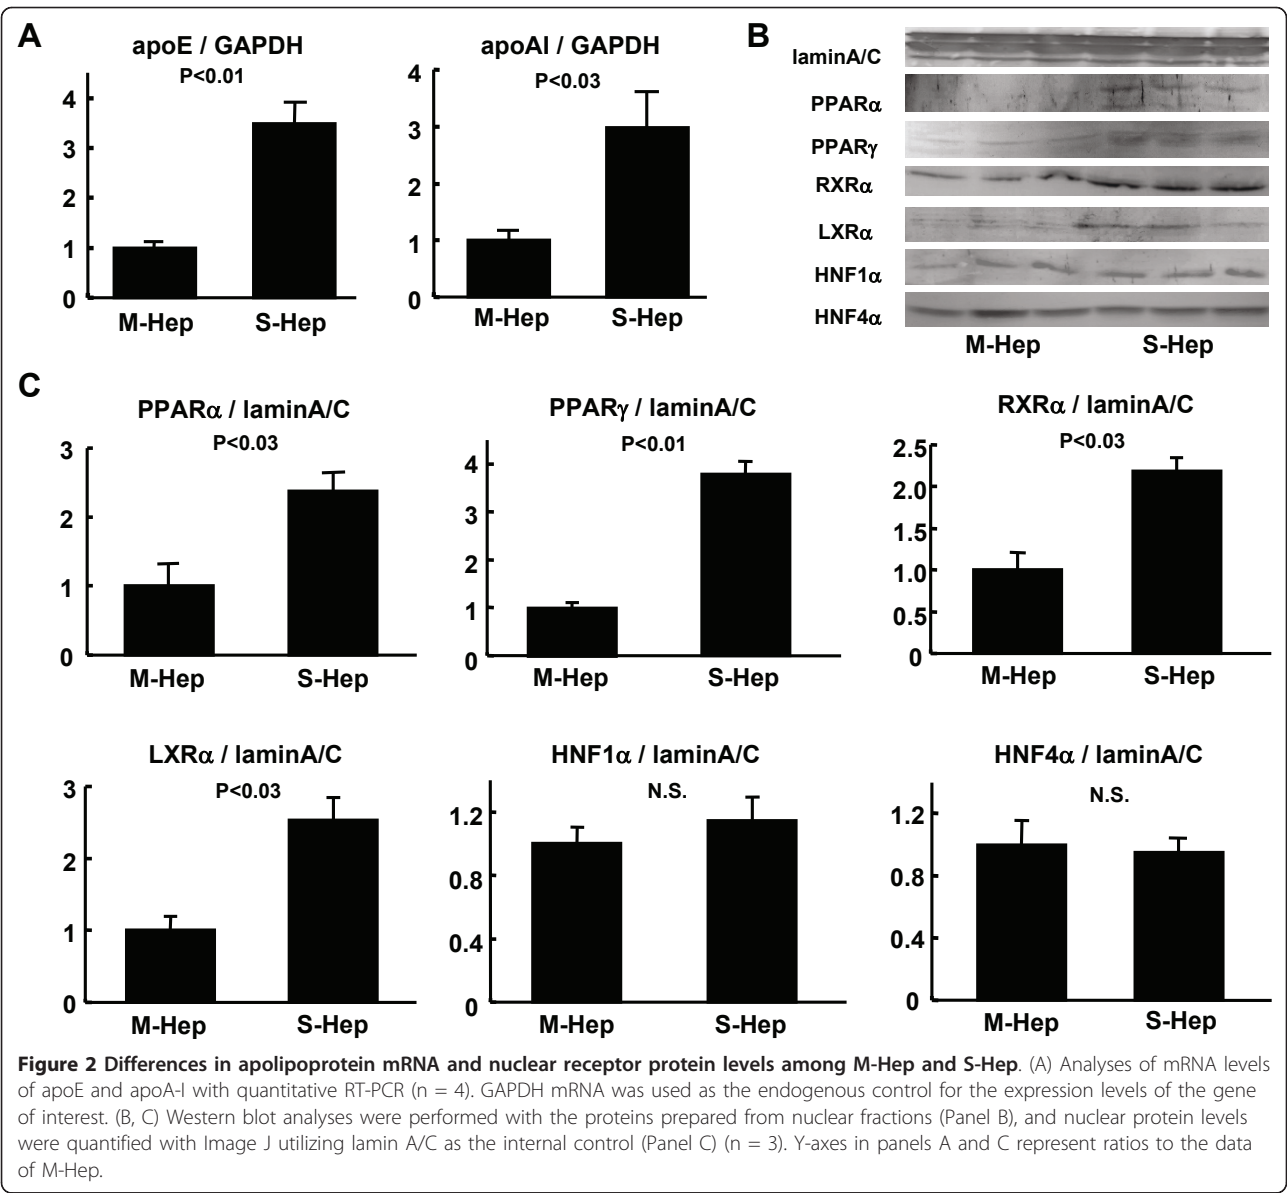 A
apoE / GAPDH
P<0.01
4
3
2
1
0
M-Hep
S-Hep
apoAI / GAPDH
P<0.03
4
3
2
1
0
M-Hep
S-Hep
B
laminA/C
PPARα
PPARγ
RXRα
LXRα
HNF1α
HNF4α
M-Hep
S-Hep
C
PPARα / laminA/C
P<0.03
3
2
1
0
M-Hep
S-Hep
PPARγ / laminA/C
P<0.01
4
3
2
1
0
M-Hep
S-Hep
RXRα / laminA/C
P<0.03
2.5
2.0
1.5
1.0
0.5
0
M-Hep
S-Hep
LXRα / laminA/C
P<0.03
3
2
1
0
M-Hep
S-Hep
HNF1α / laminA/C
N.S.
1.2
0.8
0.4
0
M-Hep
S-Hep
HNF4α / laminA/C
N.S.
1.2
0.8
0.4
0
M-Hep
S-Hep
Figure 2 Differences in apolipoprotein mRNA and nuclear receptor protein levels among M-Hep and S-Hep. (A) Analyses of mRNA levels
of apoE and apoA-I with quantitative RT-PCR (n = 4). GAPDH mRNA was used as the endogenous control for the expression levels of the gene
of interest. (B, C) Western blot analyses were performed with the proteins prepared from nuclear fractions (Panel B), and nuclear protein levels
were quantified with Image J utilizing lamin A/C as the internal control (Panel C) (n = 3). Y-axes in panels A and C represent ratios to the data
of M-Hep.